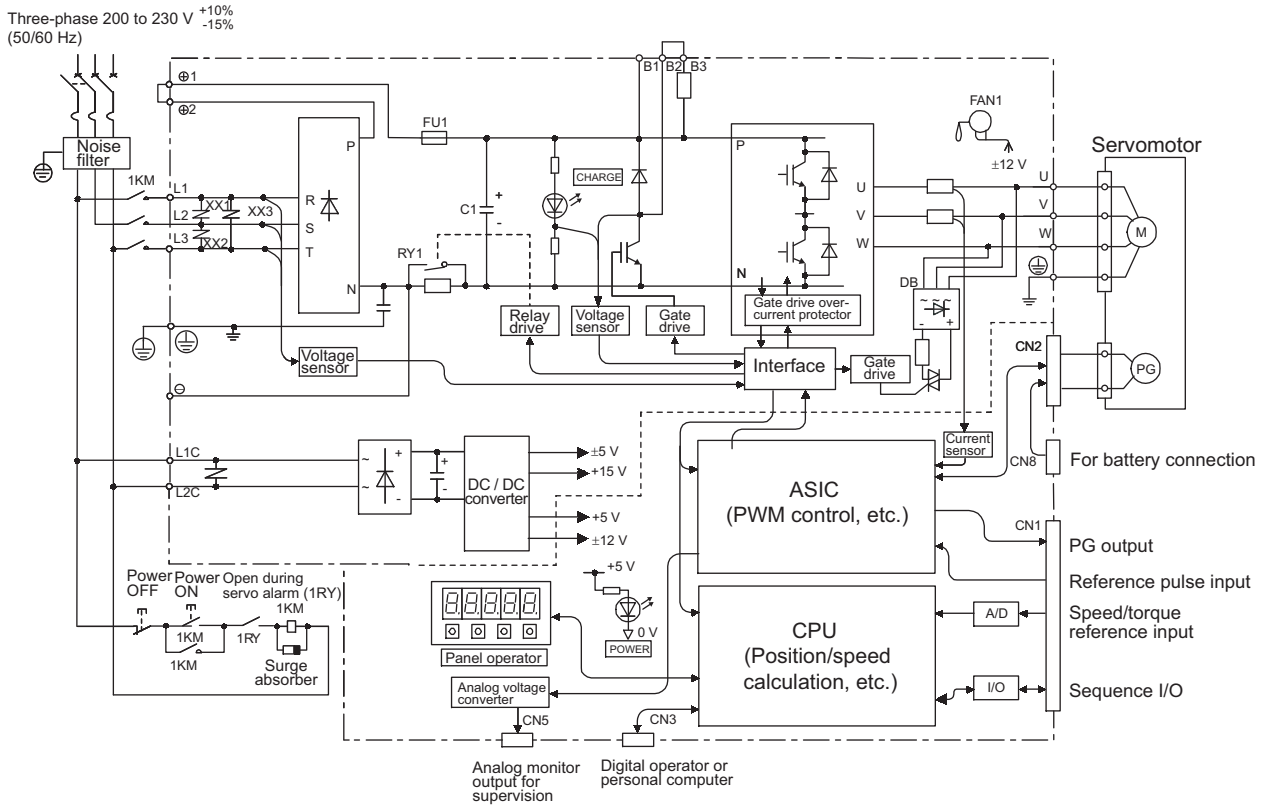 Three-phase 200 to 230 V +10%
-15%
(50/60 Hz)
⊕1
⊕2
B1
B2
B3
FAN1
±12 V
Servomotor
Noise
filter
FU1
P
P
CHARGE
1KM
L1
XX1
XX3
R
L2
S
L3
XX2
T
C1
+
-
U
V
W
U
V
W
M
RY1
N
N
DB
~ ~ ~
- +
Gate drive over-
current protector
Relay
drive
Voltage
sensor
Gate
drive
Voltage
sensor
Interface
Gate
drive
CN2
PG
⊖
Current
sensor
CN8
For battery connection
L1C
L2C
~
~
+
-
+
-
DC / DC
converter
±5 V
+15 V
+5 V
±12 V
ASIC
(PWM control, etc.)
CN1
PG output
Reference pulse input
Speed/torque
reference input
A/D
Sequence I/O
I/O
CPU
(Position/speed
calculation, etc.)
Power
OFF
Power
ON
Open during
servo alarm (1RY)
1KM
1KM
1RY
1KM
Surge
absorber
+5 V
0 V
POWER
8.8.8.8.8.
Panel operator
Analog voltage
converter
CN5
CN3
Analog monitor
output for
supervision
Digital operator or
personal computer